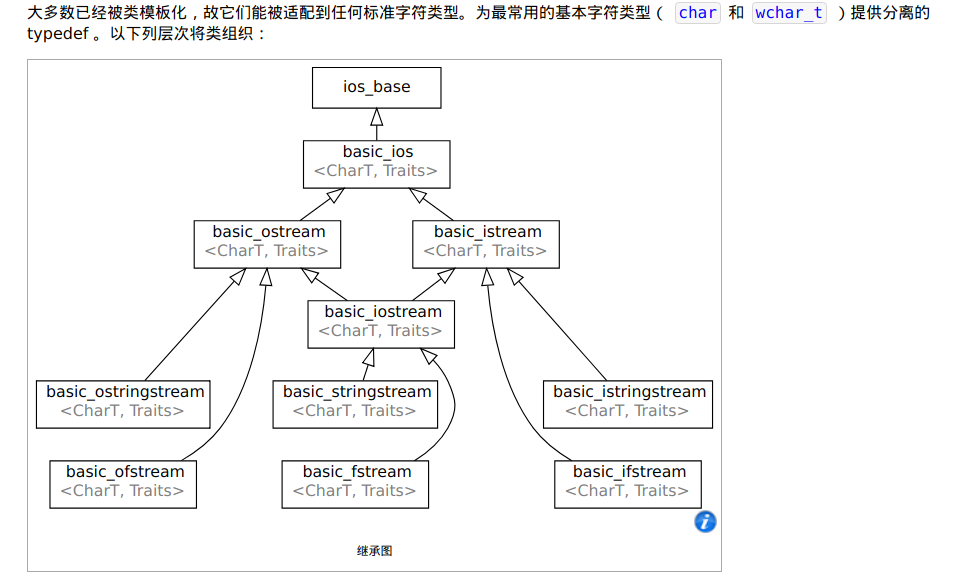 大多数已经被类模板化，故它们能被适配到任何标准字符类型。为最常用的基本字符类型（ char 和 wchar_t ）提供分离的
typedef 。以下列层次将类组织：
ios_base
basic_ios
<CharT, Traits>
basic_ostream
<CharT, Traits>
basic_istream
<CharT, Traits>
basic_iostream
<CharT, Traits>
basic_ostringstream
<CharT, Traits>
basic_stringstream
<CharT, Traits>
basic_istringstream
<CharT, Traits>
basic_ofstream
<CharT, Traits>
basic_fstream
<CharT, Traits>
basic_ifstream
<CharT, Traits>
i
继承图